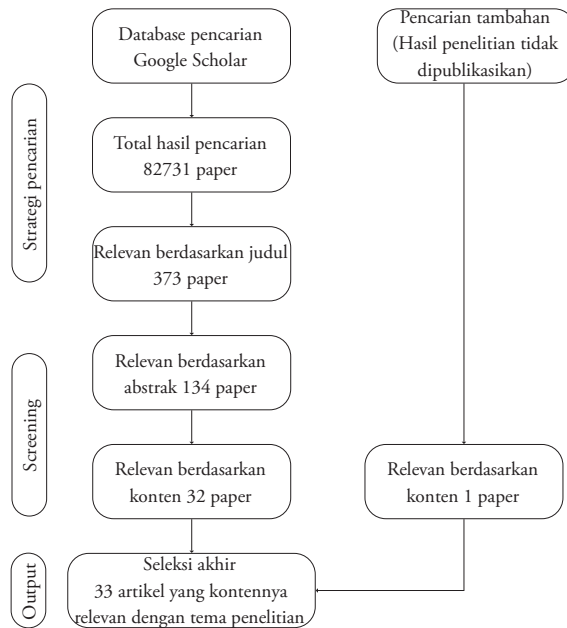 Database pencarian
Google Scholar
Pencarian tambahan
(Hasil penelitian tidak
dipublikasikan)
Strategi pencarian
Total hasil pencarian
82731 paper
Relevan berdasarkan judul
373 paper
Screening
Relevan berdasarkan
abstrak 134 paper
Relevan berdasarkan
konten 32 paper
Relevan berdasarkan
konten 1 paper
Output
Seleksi akhir
33 artikel yang kontennya
relevan dengan tema penelitian